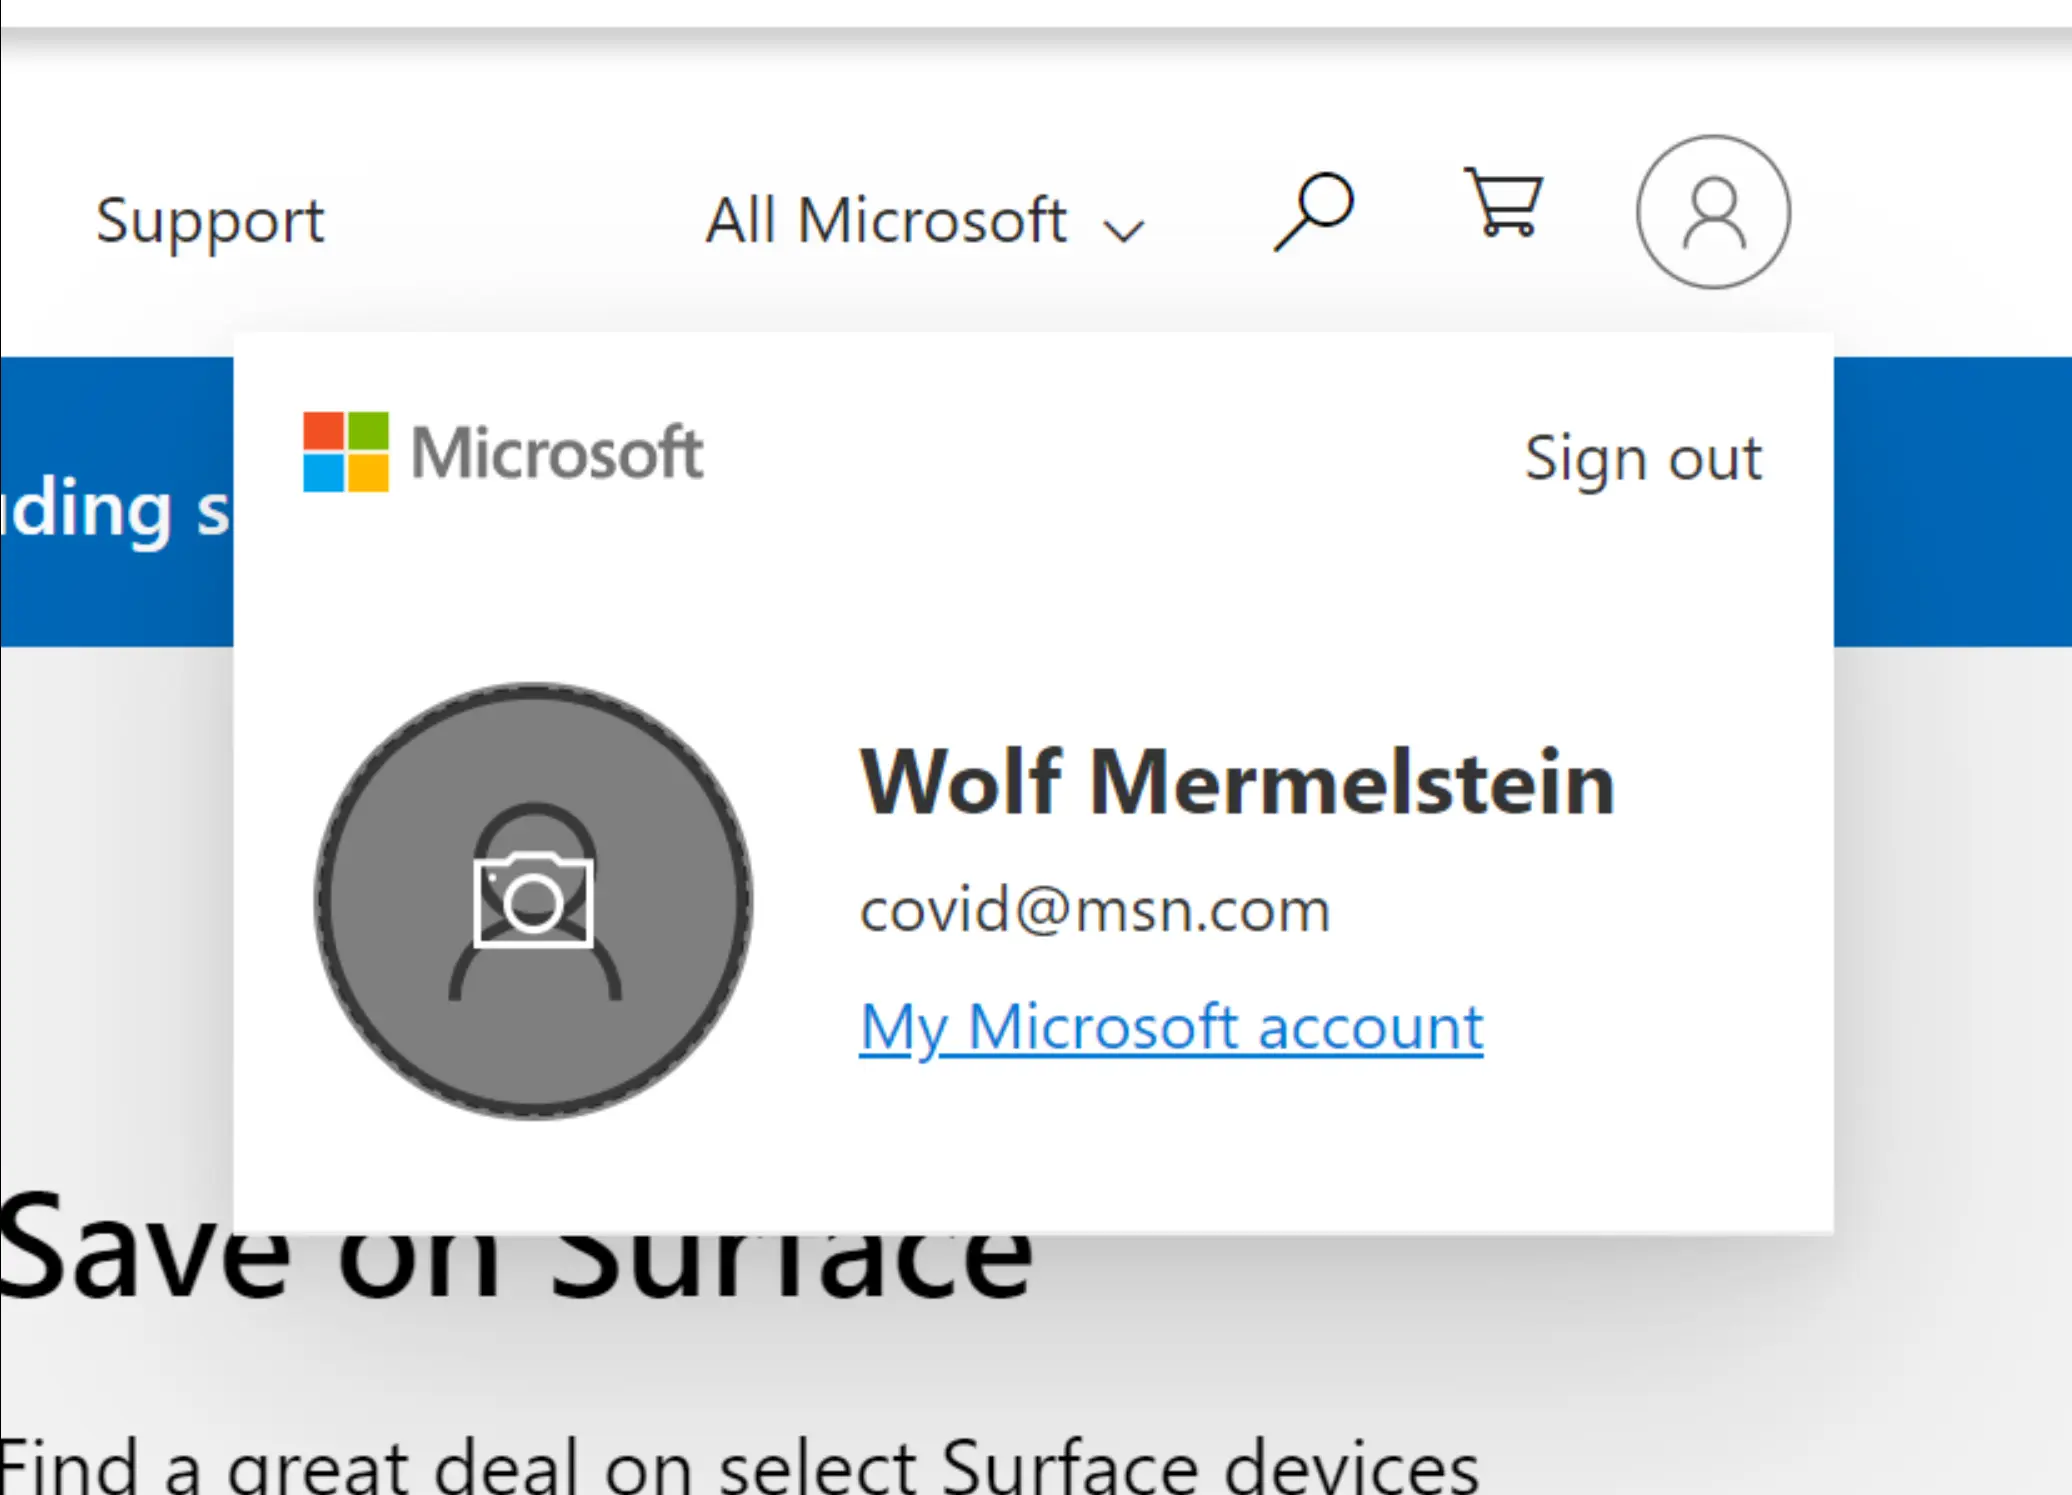 Support
All Microsoft
Microsoft
Sign out
ding s
Wolf Mermelstein
covid@msn.com
My Microsoft account
Save on Surface
Find a great deal on select Surface devices